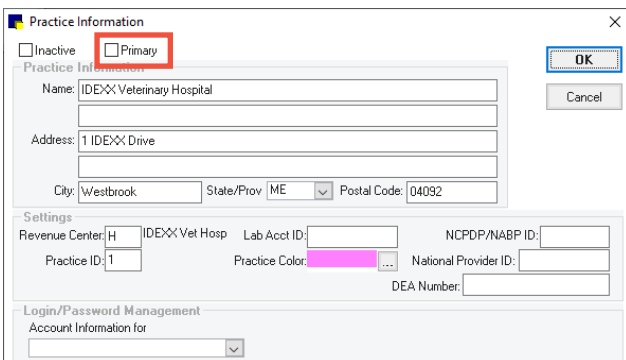 Practice Information
Inactive Primary
OK
Practice Information
Name: IDEXX Veterinary Hospital
Cancel
Address: 1 IDEXX Drive
City: Westbrook State/Prov ME Postal Code: 04092
Settings
Revenue Center: H IDEXX Vet Hosp Lab Acct ID: NCPDP/NABP ID:
Practice ID: 1 Practice Color: ... National Provider ID:
DEA Number:
Login/Password Management
Account Information for